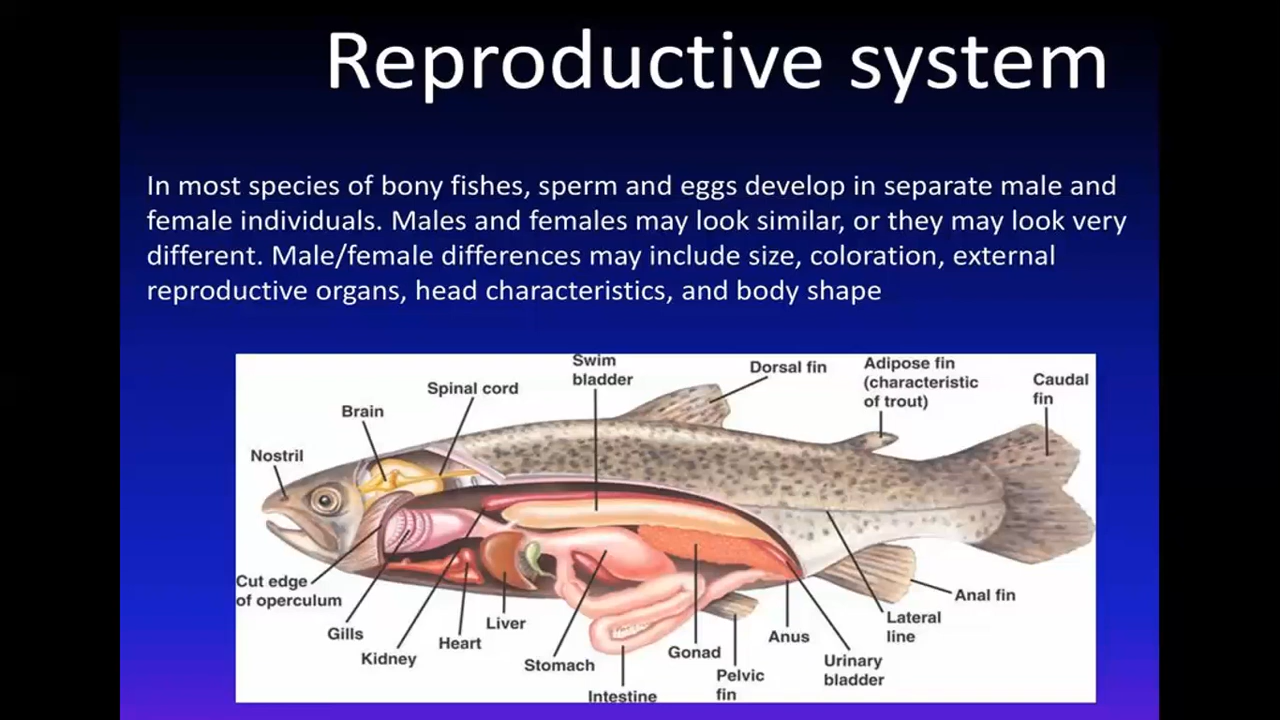 Reproductive system
In most species of bony fishes, sperm and eggs develop in separate male and
female individuals. Males and females may look similar, or they may look very
different. Male/female differences may include size, coloration, external
reproductive organs, head characteristics, and body shape
Swim
bladder
Dorsal fin
Adipose fin
(characteristic
of trout)
Caudal
fin
Spinal cord
Brain
Nostril
Cut edge
of operculum
Gills
Kidney
Heart
Liver
Stomach
Intestine
Gonad
Pelvic
fin
Anus
Urinary
bladder
Lateral
line
Anal fin